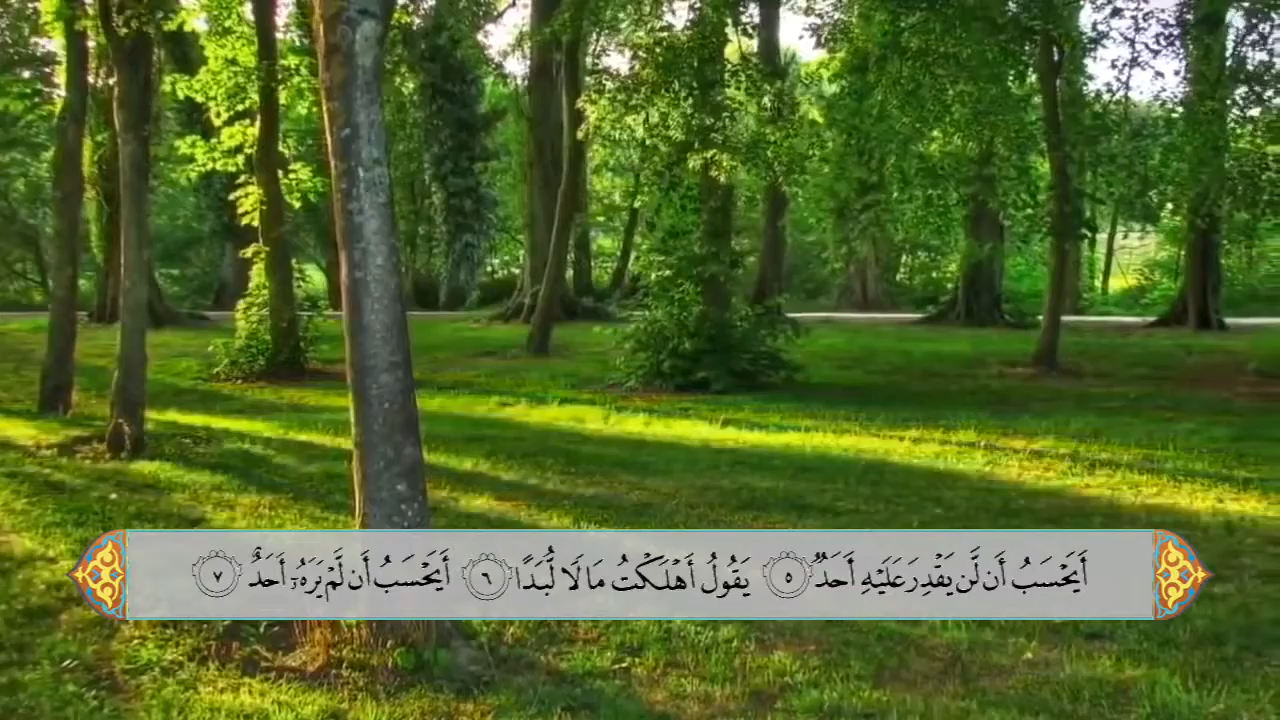 أَيَحْسَبُ أَن لَّن يَقْدِرَ عَلَيْهِ أَحَدٌ ٥ يَقُولُ أَهْلَكْتُ مَالًا لُّبَدًا ٦ أَيَحْسَبُ أَن لَّمْ يَرَهُۥٓ أَحَدٌ ٧